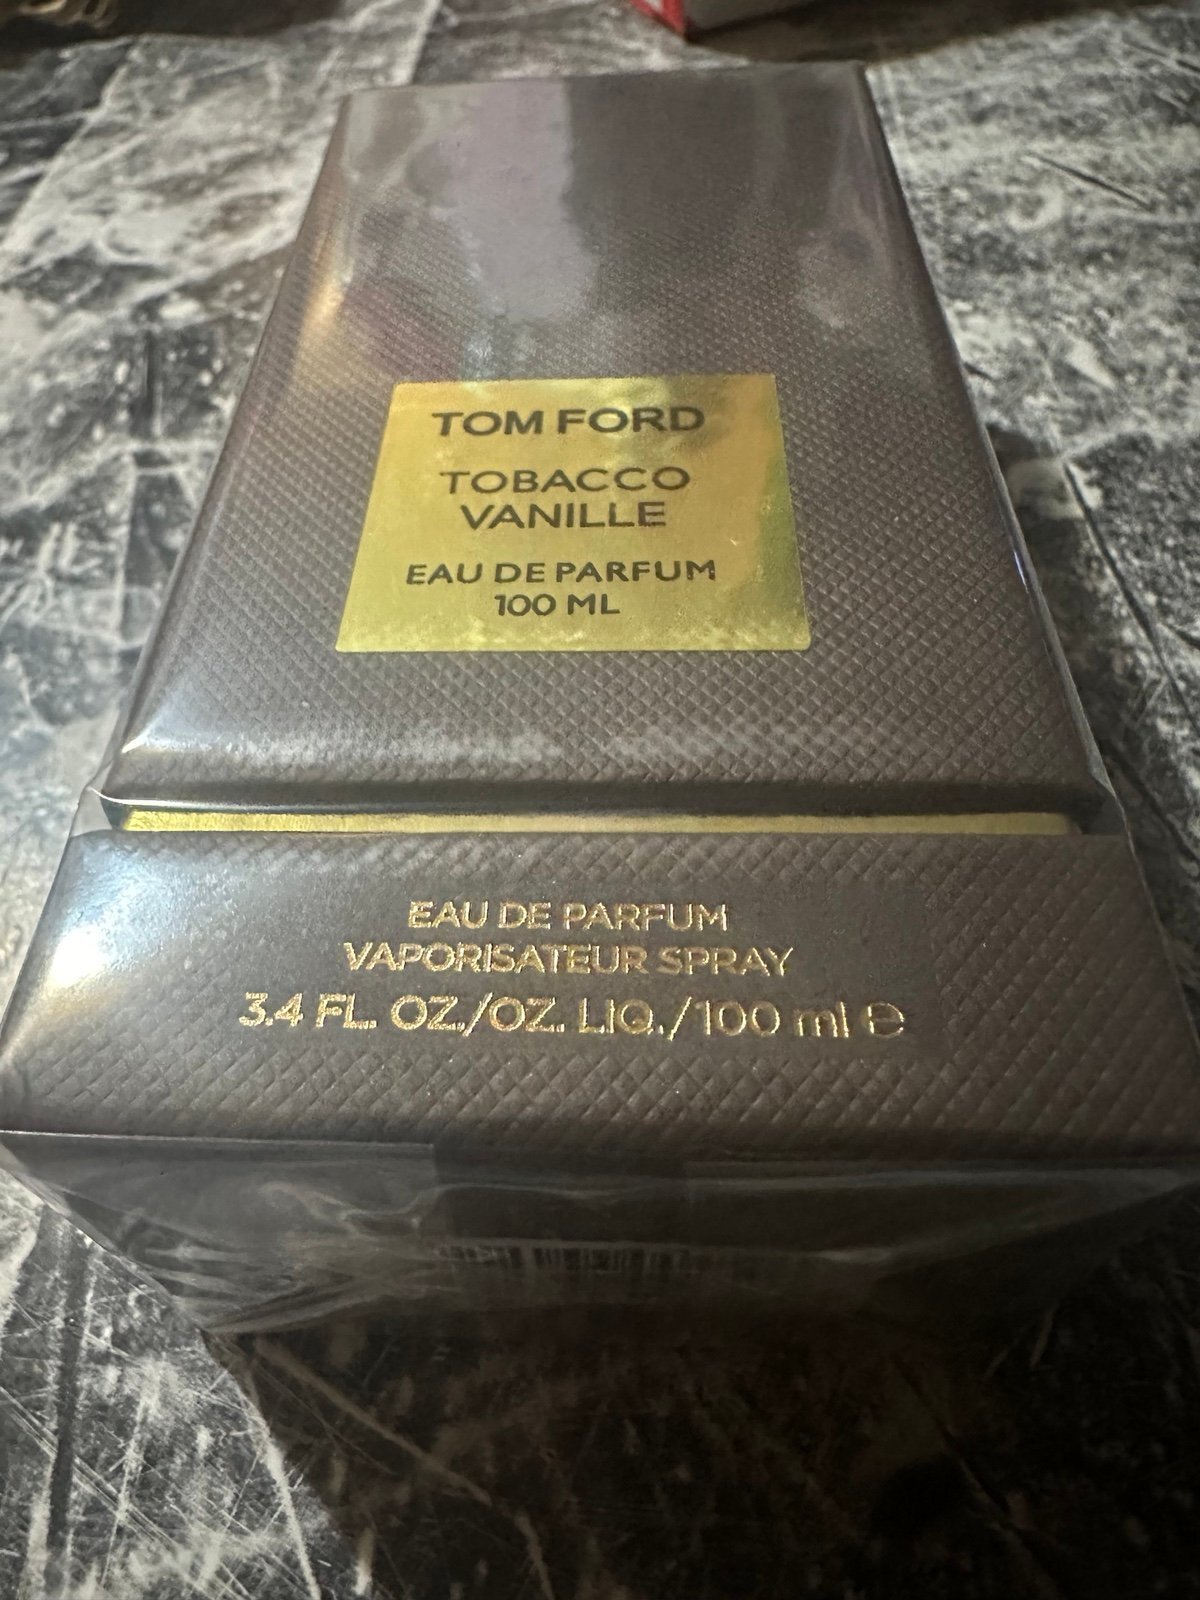 TOM FORD
TOBACCO
VANILLE
EAU DE PARFUM
100 ML
EAU DE PARFUM
VAPORISATEUR SPRAY
3.4 FL. OZ./OZ. LIQ./100 ml ℮